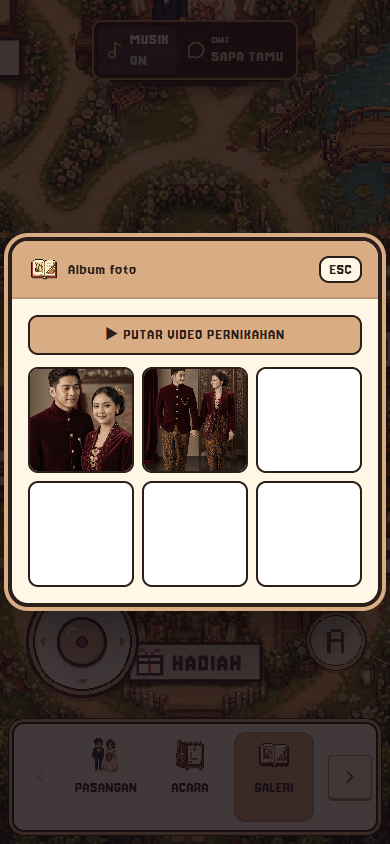 MUSIK
ON
CHAT
SAPA TAMU
Album foto
ESC
PUTAR VIDEO PERNIKAHAN
A
HADIAH
PASANGAN
ACARA
GALERI